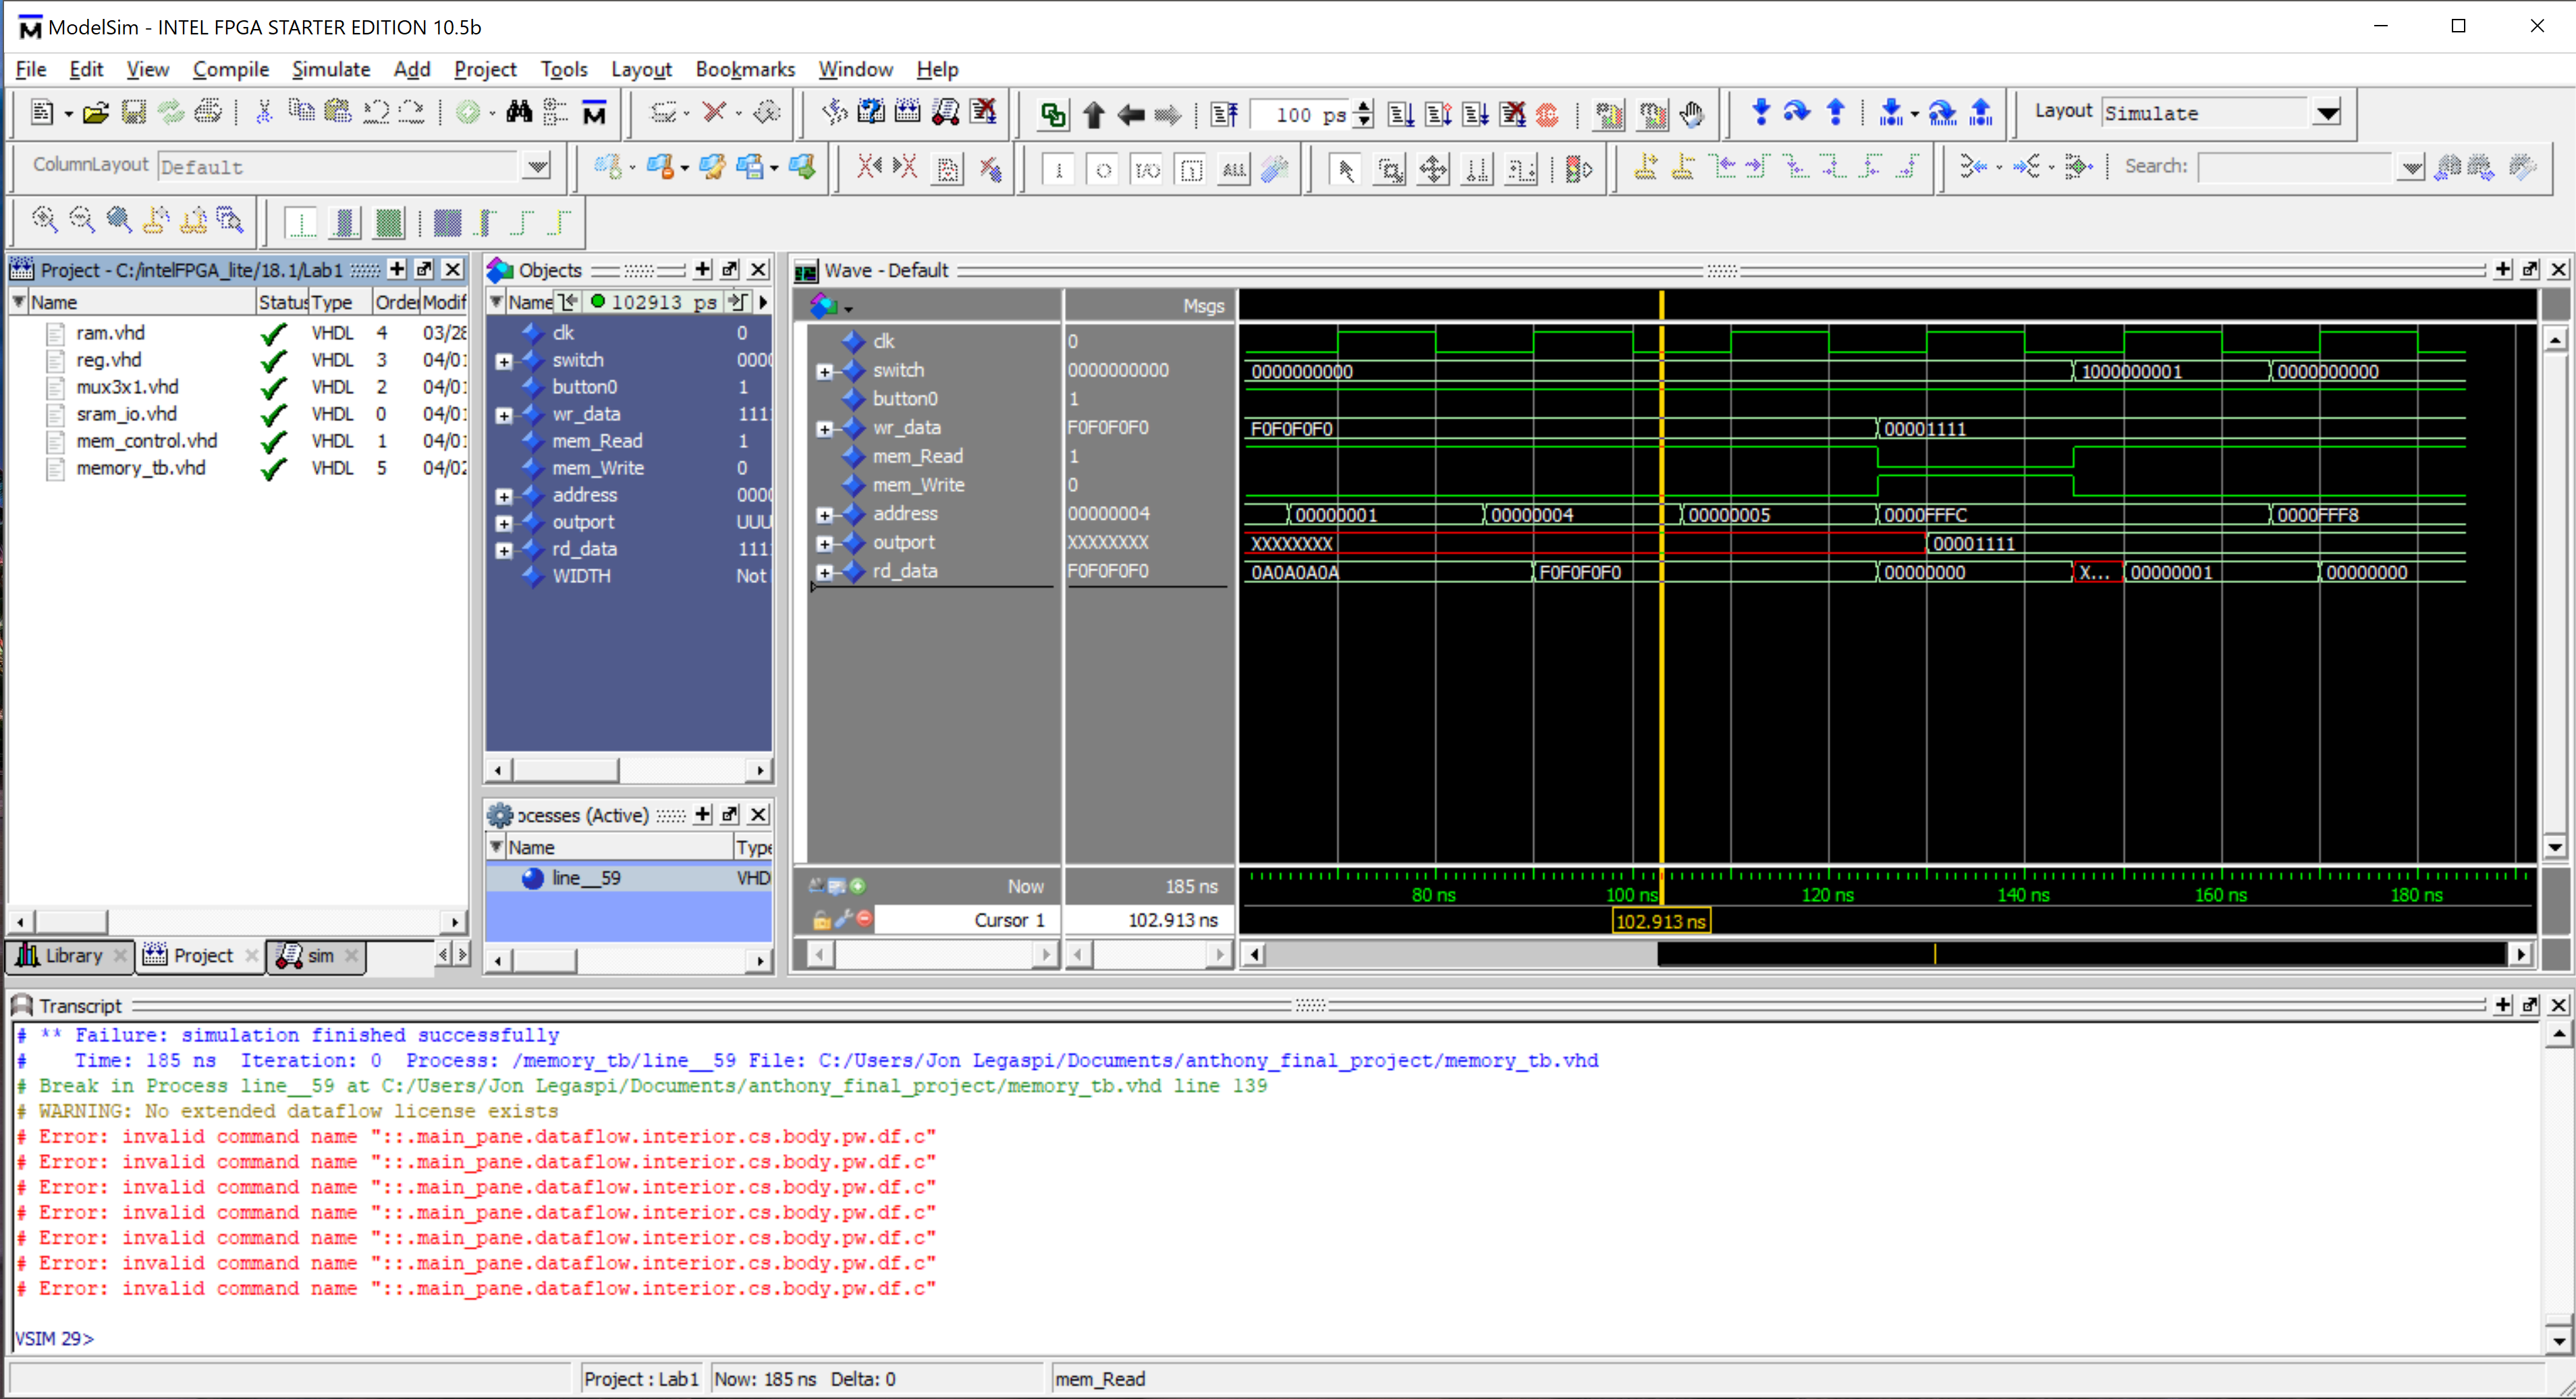 ModelSim - INTEL FPGA STARTER EDITION 10.5b
File Edit View Compile Simulate Add Project Tools Layout Bookmarks Window Help
100 ps
Layout Simulate
ColumnLayout Default
I/O
ALL
Search:
Project - C:/intelFPGA_lite/18.1/Lab1
Name Status Type Order Modif
ram.vhd VHDL 4 03/28
reg.vhd VHDL 3 04/01
mux3x1.vhd VHDL 2 04/01
sram_io.vhd VHDL 0 04/01
mem_control.vhd VHDL 1 04/01
memory_tb.vhd VHDL 5 04/02
Library Project sim
Objects
Name 102913 ps
clk 0
switch 0000
button0 1
wr_data 111
mem_Read 1
mem_Write 0
address 0000
outport UUU
rd_data 111
WIDTH Not
ocesses (Active)
Name Type
line__59 VHD
Wave - Default
Msgs
clk 0
switch 0000000000 0000000000 1000000001 0000000000
button0 1
wr_data F0F0F0F0 F0F0F0F0 00001111
mem_Read 1
mem_Write 0
address 00000004 00000001 00000004 00000005 0000FFFC 0000FFF8
outport XXXXXXXX XXXXXXXX 00001111
rd_data F0F0F0F0 0A0A0A0A F0F0F0F0 00000000 X... 00000001 00000000
Now 185 ns 80 ns 100 ns 120 ns 140 ns 160 ns 180 ns
Cursor 1 102.913 ns 102.913 ns
Transcript
# ** Failure: simulation finished successfully
# Time: 185 ns Iteration: 0 Process: /memory_tb/line__59 File: C:/Users/Jon Legaspi/Documents/anthony_final_project/memory_tb.vhd
# Break in Process line__59 at C:/Users/Jon Legaspi/Documents/anthony_final_project/memory_tb.vhd line 139
# WARNING: No extended dataflow license exists
# Error: invalid command name "::.main_pane.dataflow.interior.cs.body.pw.df.c"
# Error: invalid command name "::.main_pane.dataflow.interior.cs.body.pw.df.c"
# Error: invalid command name "::.main_pane.dataflow.interior.cs.body.pw.df.c"
# Error: invalid command name "::.main_pane.dataflow.interior.cs.body.pw.df.c"
# Error: invalid command name "::.main_pane.dataflow.interior.cs.body.pw.df.c"
# Error: invalid command name "::.main_pane.dataflow.interior.cs.body.pw.df.c"
# Error: invalid command name "::.main_pane.dataflow.interior.cs.body.pw.df.c"
VSIM 29>
Project : Lab1 Now: 185 ns Delta: 0 mem_Read